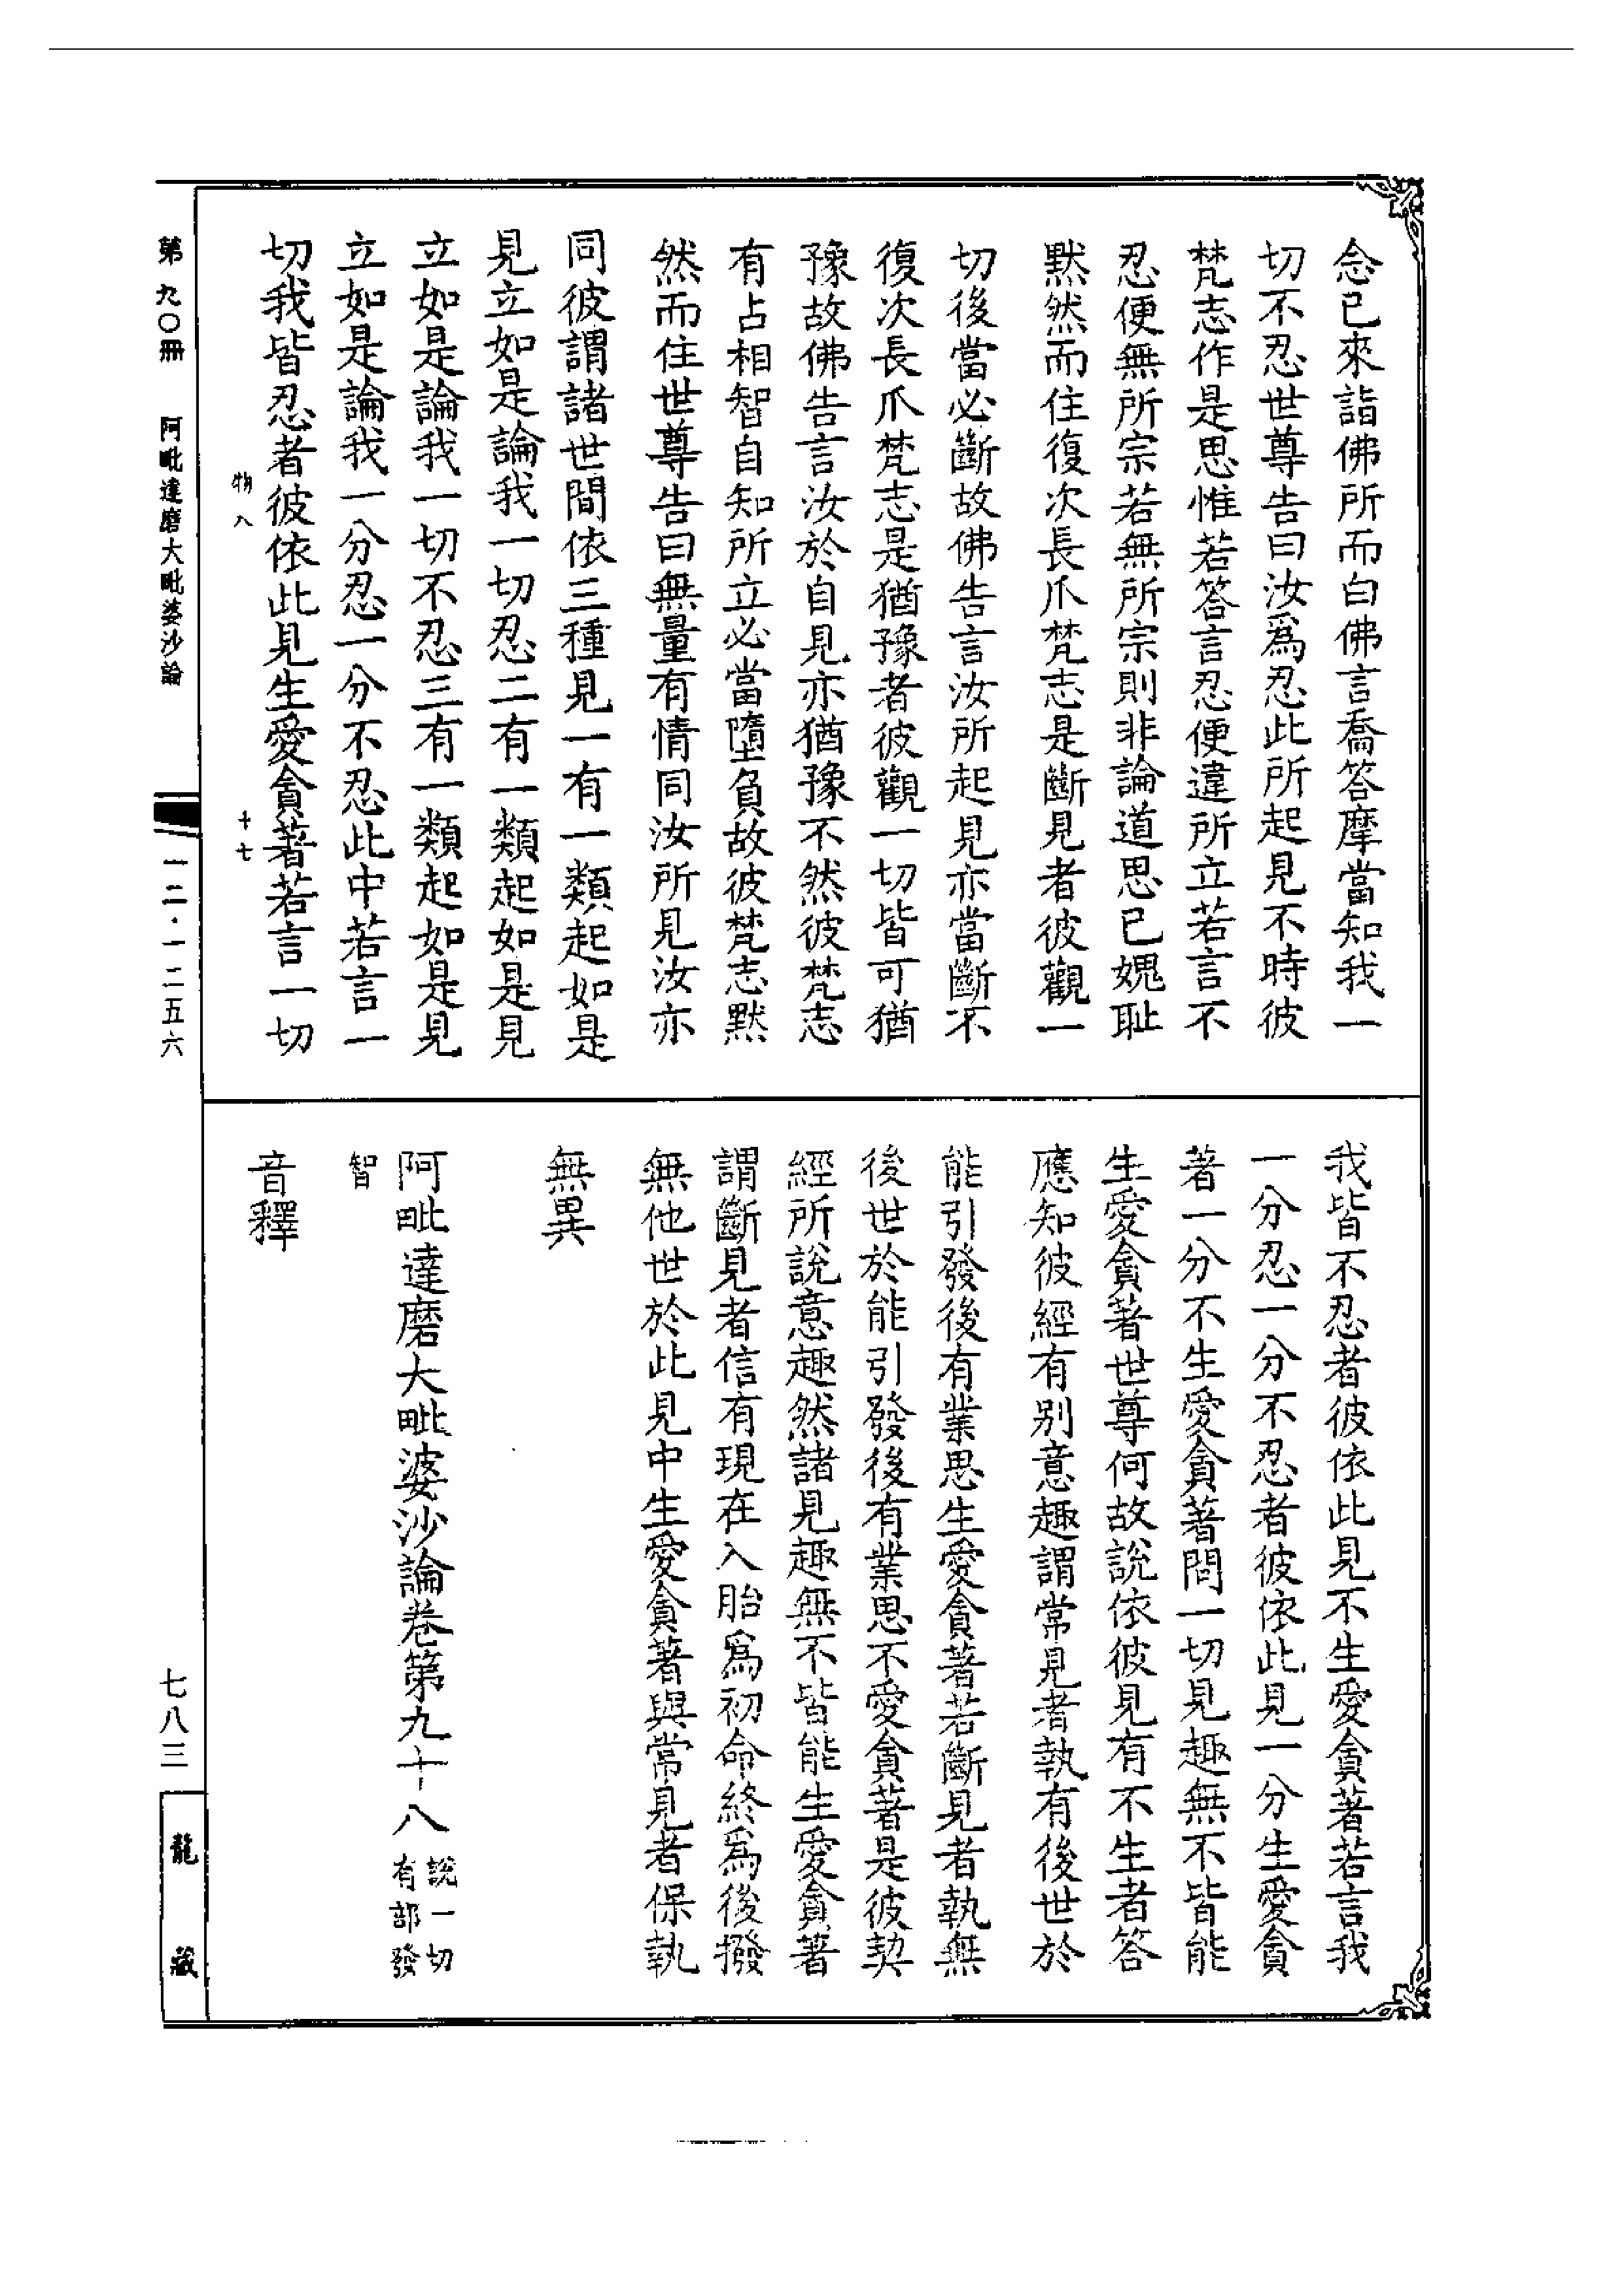 念已來詣佛所而白佛言喬答摩當知我一
切不忍世尊告曰汝爲忍此所起見不時彼
梵志作是思惟若答言忍便違所立若言不
忍便無所宗若無所宗則非論道思已媿耻
黙然而住復次長爪梵志是斷見者彼觀一
切後當必斷故佛告言汝所起見亦當斷不
復次長爪梵志是猶豫者彼觀一切皆可猶
豫故佛告言汝於自見亦猶豫不然彼梵志
有占相智自知所立必當墮負故彼梵志黙
然而住世尊告曰無量有情同汝所見汝亦
同彼謂諸世間依三種見一有一類起如是
見立如是論我一切忍二有一類起如是見
立如是論我一切不忍三有一類起如是見
立如是論我一分忍一分不忍此中若言一
切我皆忍者彼依此見生愛貪著若言一切
物八 十七
我皆不忍者彼依此見不生愛貪著若言我
一分忍一分不忍者彼依此見一分生愛貪
著一分不生愛貪著問一切見趣無不皆能
生愛貪著世尊何故說依彼見有不生者答
應知彼經有別意趣謂常見者執有後世於
能引發後有業思生愛貪著若斷見者執無
後世於能引發後有業思不愛貪著是彼契
經所說意趣然諸見趣無不皆能生愛貪著
謂斷見者信有現在入胎爲初命終爲後撥
無他世於此見中生愛貪著與常見者保執
無異
阿毗達磨大毗婆沙論卷第九十八 說一切
有部發
智
音釋
第九〇冊 阿毗達磨大毗婆沙論 一二·一二五六 七八三 龍藏